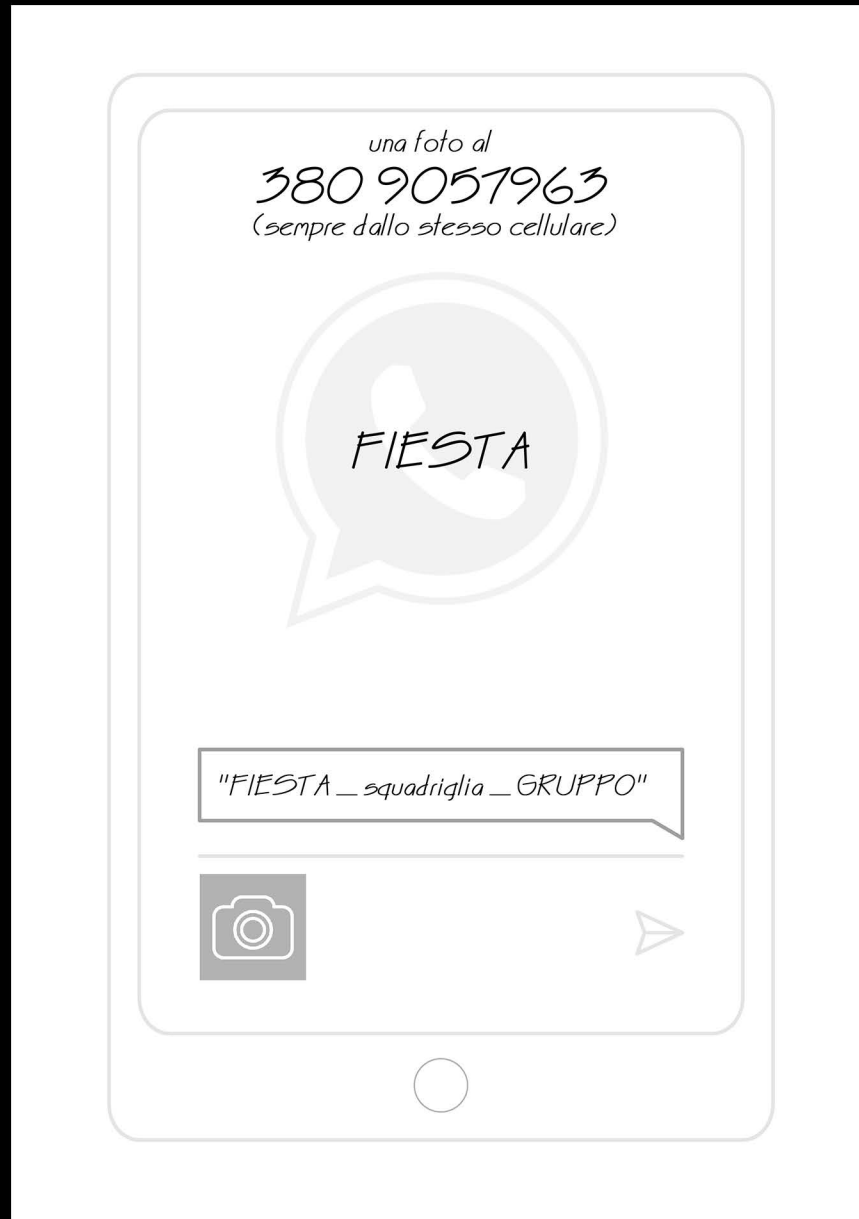 una foto al
380 9057963
(sempre dallo stesso cellulare)
FIESTA
"FIESTA _ squadriglia _ GRUPPO"